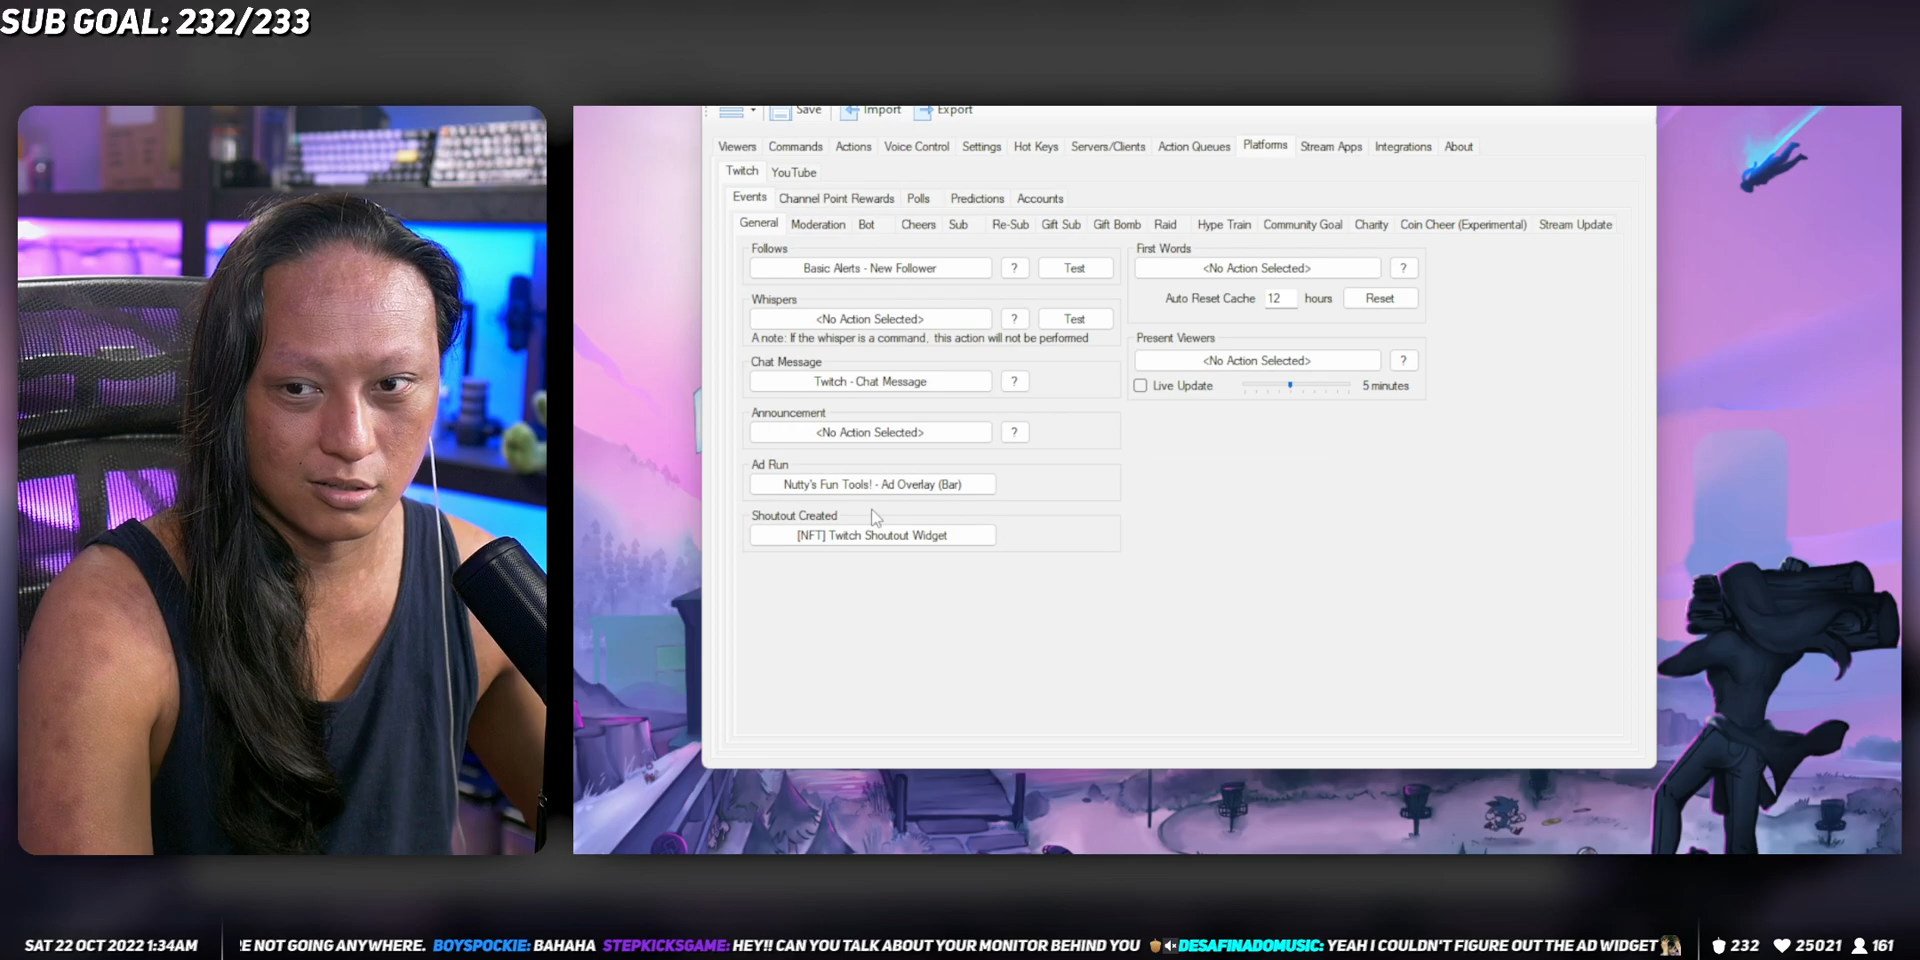 SUB GOAL: 232/233
Save Import Export
Viewers Commands Actions Voice Control Settings Hot Keys Servers/Clients Action Queues Platforms Stream Apps Integrations About
Twitch YouTube
Events Channel Point Rewards Polls Predictions Accounts
General Moderation Bot Cheers Sub Re-Sub Gift Sub Gift Bomb Raid Hype Train Community Goal Charity Coin Cheer (Experimental) Stream Update
Follows
Basic Alerts - New Follower ? Test
Whispers
<No Action Selected> ? Test
A note: If the whisper is a command, this action will not be performed
Chat Message
Twitch - Chat Message ?
Announcement
<No Action Selected> ?
Ad Run
Nutty's Fun Tools! - Ad Overlay (Bar)
Shoutout Created
[NFT] Twitch Shoutout Widget
First Words
<No Action Selected> ?
Auto Reset Cache 12 hours Reset
Present Viewers
<No Action Selected> ?
Live Update 5 minutes
SAT 22 OCT 2022 1:34AM E NOT GOING ANYWHERE. BOYSPOCKIE: BAHAHA STEPKICKSGAME: HEY!! CAN YOU TALK ABOUT YOUR MONITOR BEHIND YOU DESAFINADOMUSIC: YEAH I COULDN'T FIGURE OUT THE AD WIDGET 232 25021 161